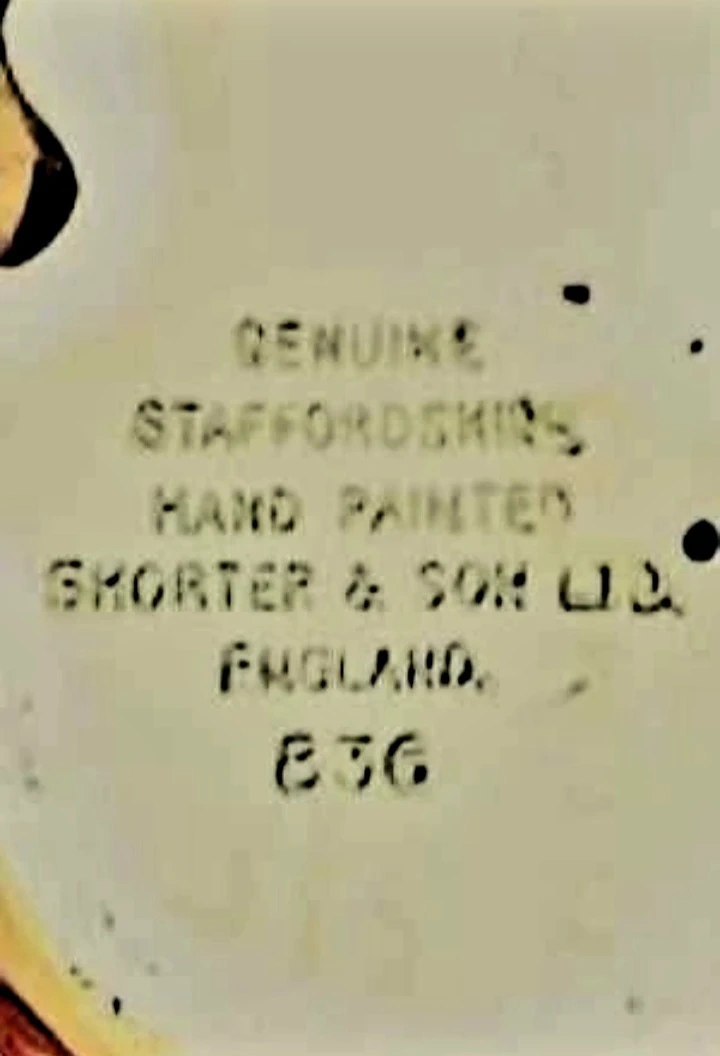 GENUINE
STAFFORDSHIRE
HAND PAINTED
SHORTER & SON LTD.
ENGLAND.
836